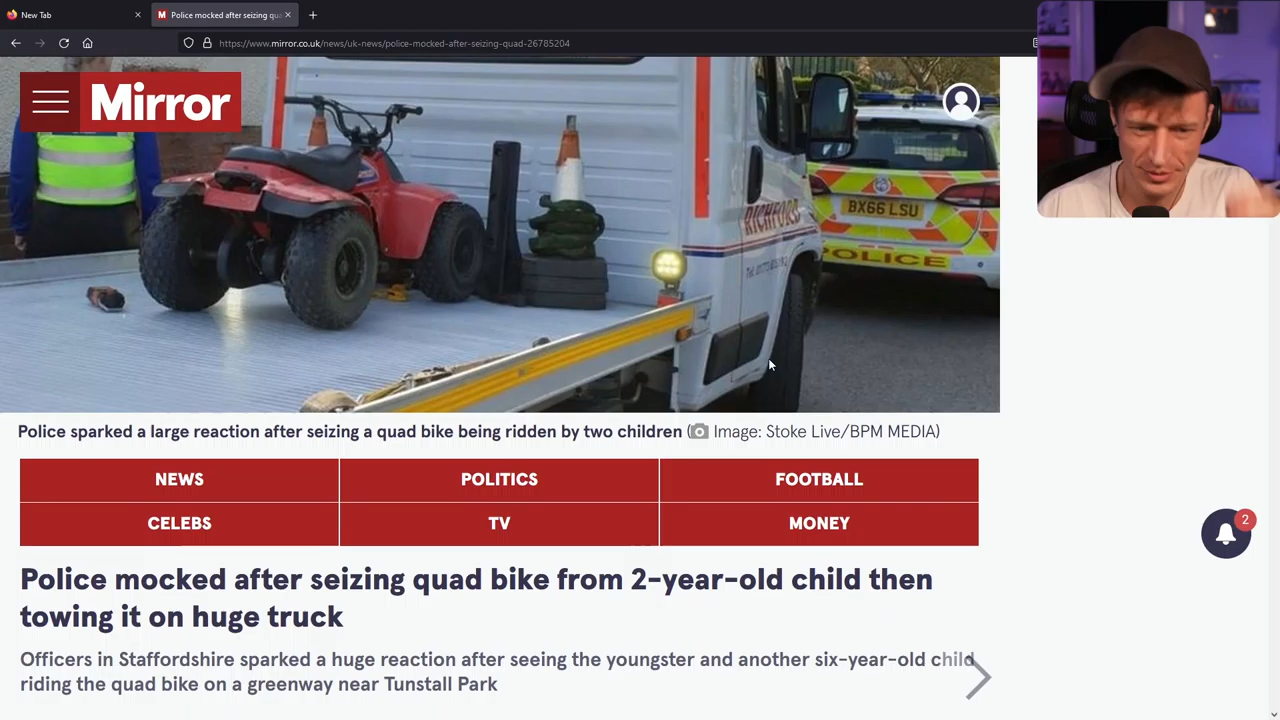 New Tab
Police mocked after seizing qua
https://www.mirror.co.uk/news/uk-news/police-mocked-after-seizing-quad-26785204
Mirror
RICHFORD
BX66 LSU
POLICE
Police sparked a large reaction after seizing a quad bike being ridden by two children (Image: Stoke Live/BPM MEDIA)
NEWS
POLITICS
FOOTBALL
CELEBS
TV
MONEY
2
Police mocked after seizing quad bike from 2-year-old child then
towing it on huge truck
Officers in Staffordshire sparked a huge reaction after seeing the youngster and another six-year-old child
riding the quad bike on a greenway near Tunstall Park